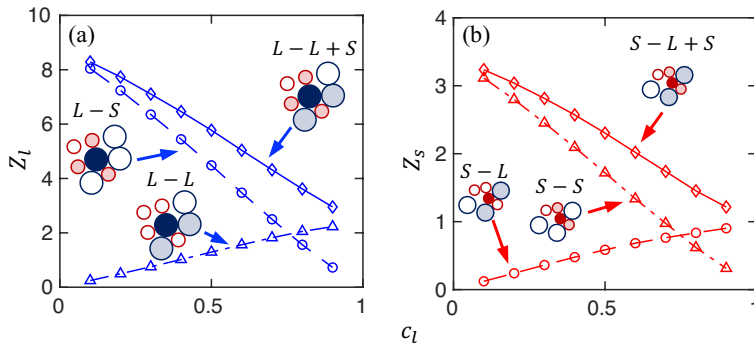 (a)
L − L + S
L − S
L − L
Z_l
10
8
6
4
2
0
0
0.5
1
(b)
S − L + S
S − L
S − S
Z_s
4
3
2
1
0
0
0.5
1
c_l